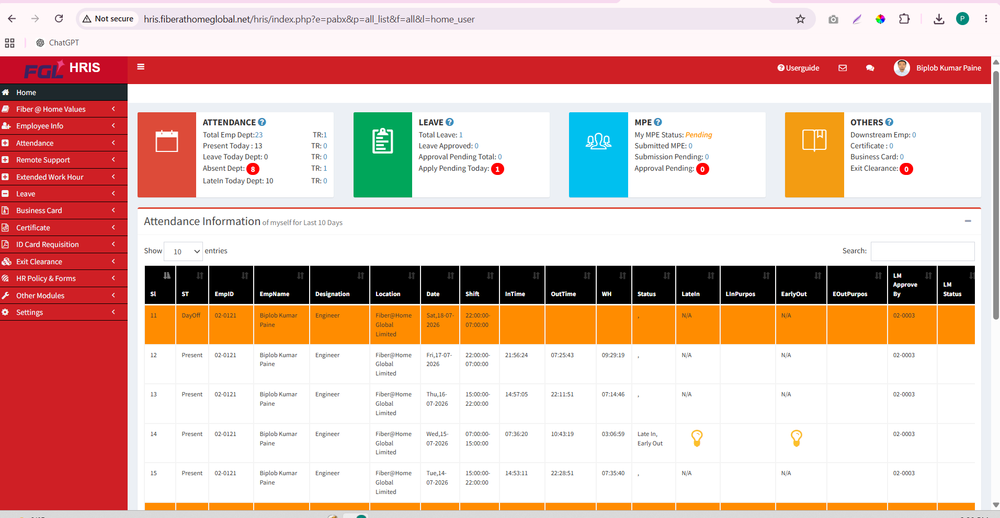 Not secure hris.fiberathomeglobal.net/hris/index.php?e=pabx&p=all_list&f=all&l=home_user P
ChatGPT
FGL HRIS
Userguide Biplob Kumar Paine
Home
Fiber @ Home Values
Employee Info
Attendance
Remote Support
Extended Work Hour
Leave
Business Card
Certificate
ID Card Requisition
Exit Clearance
HR Policy & Forms
Other Modules
Settings
ATTENDANCE ?
Total Emp Dept:23 TR:1
Present Today : 13 TR: 0
Leave Today Dept: 0 TR: 0
Absent Dept: 8 TR: 1
LateIn Today Dept: 10 TR: 0
LEAVE ?
Total Leave: 1
Leave Approved: 0
Approval Pending Total: 0
Apply Pending Today: 1
MPE ?
My MPE Status: Pending
Submitted MPE: 0
Submission Pending: 0
Approval Pending: 0
OTHERS ?
Downstream Emp: 0
Certificate : 0
Business Card: 0
Exit Clearance: 0
Attendance Information of myself for Last 10 Days
Show 10 entries Search:
Sl ST EmpID EmpName Designation Location Date Shift InTime OutTime WH Status LateIn LInPurpos EarlyOut EOutPurpos LM Approve By LM Status
11 DayOff 02-0121 Biplob Kumar Engineer Fiber@Home Sat,18-07- 22:00:00- , N/A N/A 02-0003
Paine Global 2026 07:00:00
Limited
12 Present 02-0121 Biplob Kumar Engineer Fiber@Home Fri,17-07- 22:00:00- 21:56:24 07:25:43 09:29:19 , N/A N/A 02-0003
Paine Global 2026 07:00:00
Limited
13 Present 02-0121 Biplob Kumar Engineer Fiber@Home Thu,16- 15:00:00- 14:57:05 22:11:51 07:14:46 , N/A N/A 02-0003
Paine Global 07-2026 22:00:00
Limited
14 Present 02-0121 Biplob Kumar Engineer Fiber@Home Wed,15- 07:00:00- 07:36:20 10:43:19 03:06:59 Late In, 02-0003
Paine Global 07-2026 15:00:00 Early Out
Limited
15 Present 02-0121 Biplob Kumar Engineer Fiber@Home Tue,14- 15:00:00- 14:53:11 22:28:51 07:35:40 , N/A N/A 02-0003
Paine Global 07-2026 22:00:00
Limited